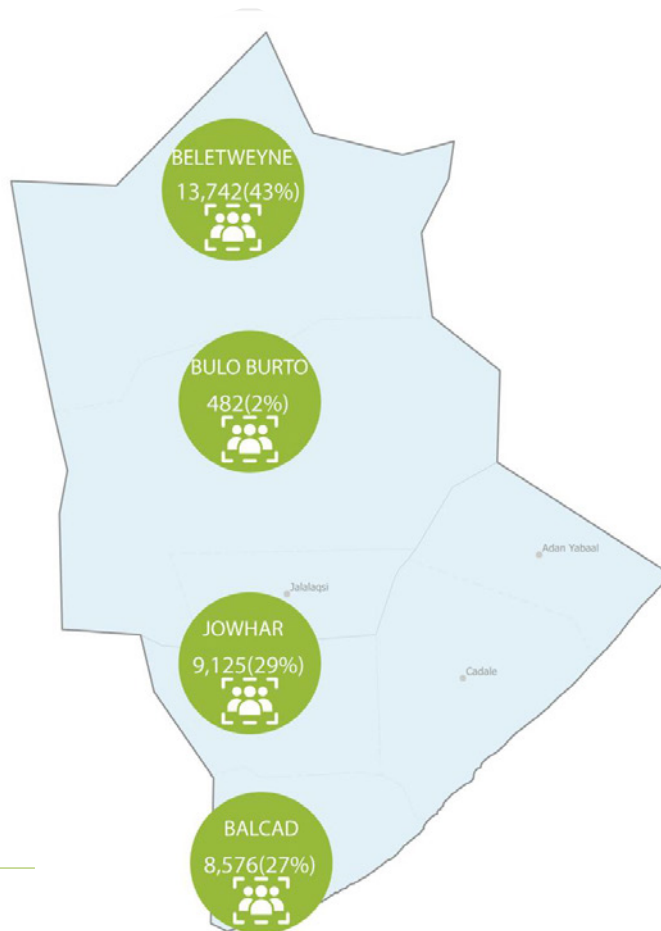 BELETWEYNE
13,742(43%)
BULO BURTO
482(2%)
Adan Yabaal
Jalalaqsi
JOWHAR
9,125(29%)
Cadale
BALCAD
8,576(27%)